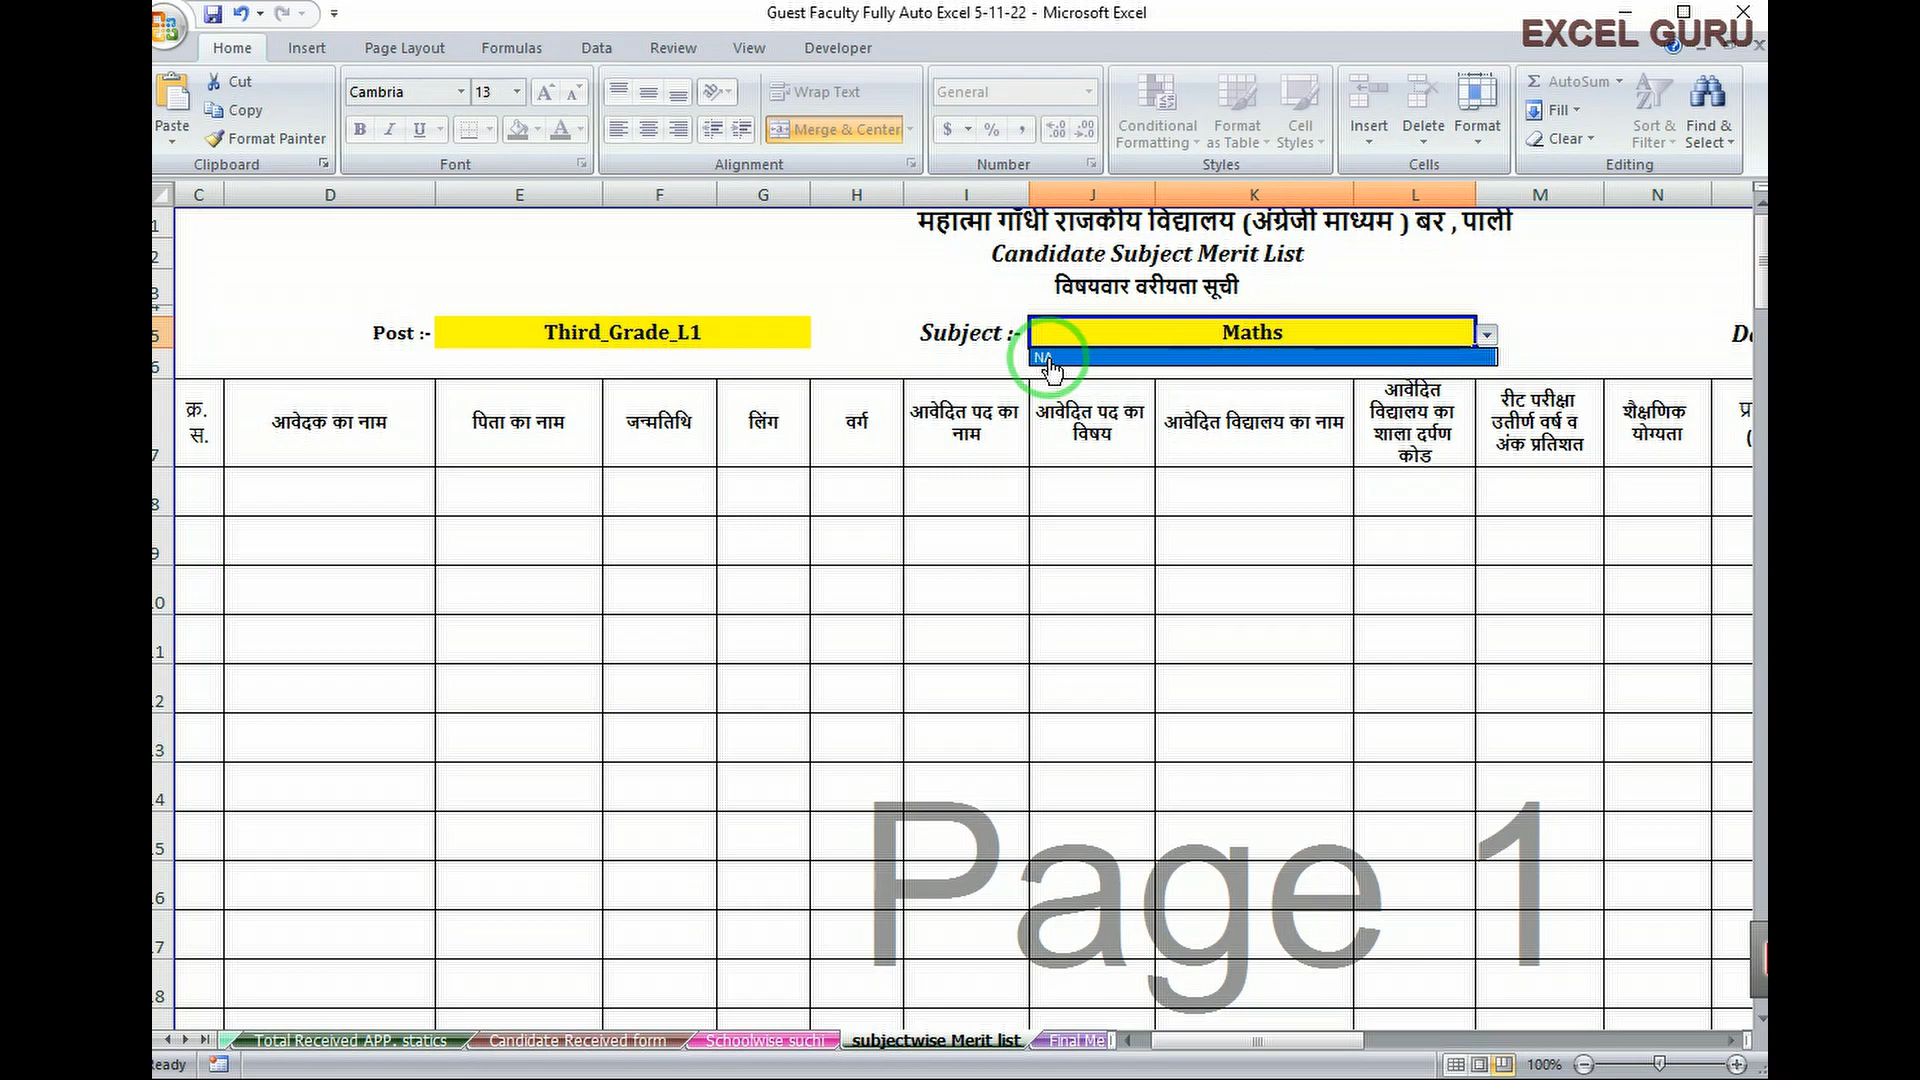 Guest Faculty Fully Auto Excel 5-11-22 - Microsoft Excel
EXCEL GURU
Home Insert Page Layout Formulas Data Review View Developer
Paste Cut Copy Format Painter Clipboard
Cambria 13 B I U Font
Wrap Text Merge & Center Alignment
General $ % , Number
Conditional Formatting Format as Table Cell Styles Styles
Insert Delete Format Cells
Σ AutoSum Fill Clear Sort & Filter Find & Select Editing
C D E F G H I J K L M N
महात्मा गाँधी राजकीय विद्यालय (अंग्रेजी माध्यम ) बर , पाली
Candidate Subject Merit List
विषयवार वरीयता सूची
Post :- Third_Grade_L1 Subject :- Maths
NA
क्र. स. आवेदक का नाम पिता का नाम जन्मतिथि लिंग वर्ग आवेदित पद का नाम आवेदित पद का विषय आवेदित विद्यालय का नाम आवेदित विद्यालय का शाला दर्पण कोड रीट परीक्षा उतीर्ण वर्ष व अंक प्रतिशत शैक्षणिक योग्यता
Page 1
Total Received APP. statics Candidate Received form Schoolwise suchi subjectwise Merit list Final Me
eady 100%